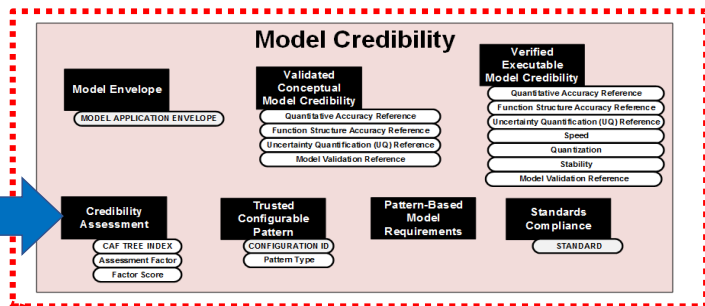 Model Credibility
Model Envelope
MODEL APPLICATION ENVELOPE
Validated
Conceptual
Model Credibility
Quantitative Accuracy Reference
Function Structure Accuracy Reference
Uncertainty Quantification (UQ) Reference
Model Validation Reference
Verified
Executable
Model Credibility
Quantitative Accuracy Reference
Function Structure Accuracy Reference
Uncertainty Quantification (UQ) Reference
Speed
Quantization
Stability
Model Validation Reference
Credibility
Assessment
CAF TREE INDEX
Assessment Factor
Factor Score
Trusted
Configurable
Pattern
CONFIGURATION ID
Pattern Type
Pattern-Based
Model
Requirements
Standards
Compliance
STANDARD